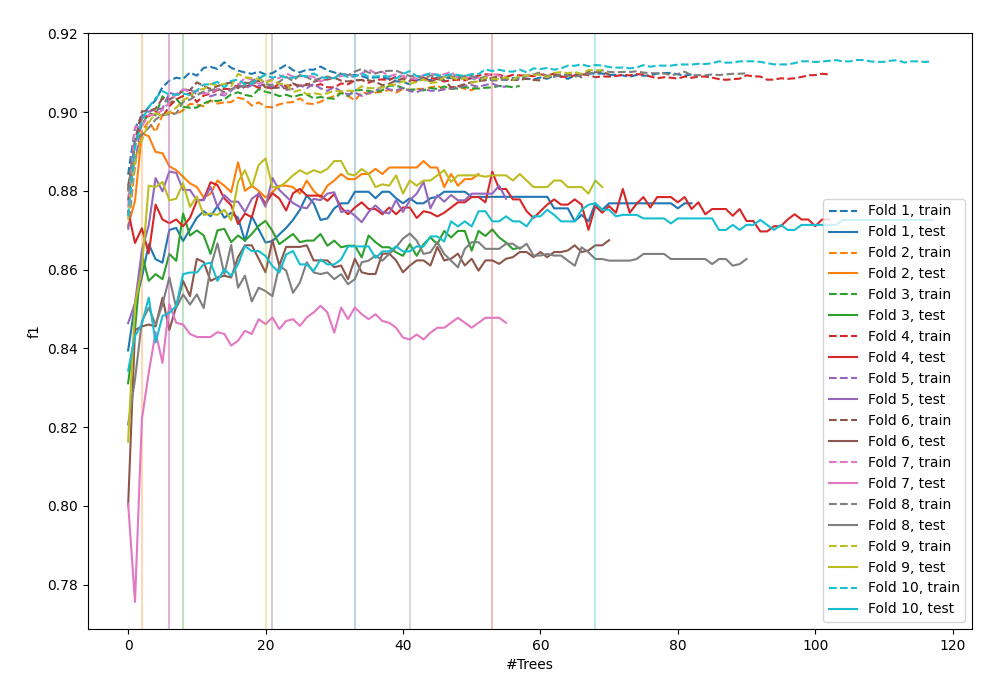 0.92
0.90
0.88
0.86
0.84
0.82
0.80
0.78
f1
0
20
40
60
80
100
120
#Trees
Fold 1, train
Fold 1, test
Fold 2, train
Fold 2, test
Fold 3, train
Fold 3, test
Fold 4, train
Fold 4, test
Fold 5, train
Fold 5, test
Fold 6, train
Fold 6, test
Fold 7, train
Fold 7, test
Fold 8, train
Fold 8, test
Fold 9, train
Fold 9, test
Fold 10, train
Fold 10, test